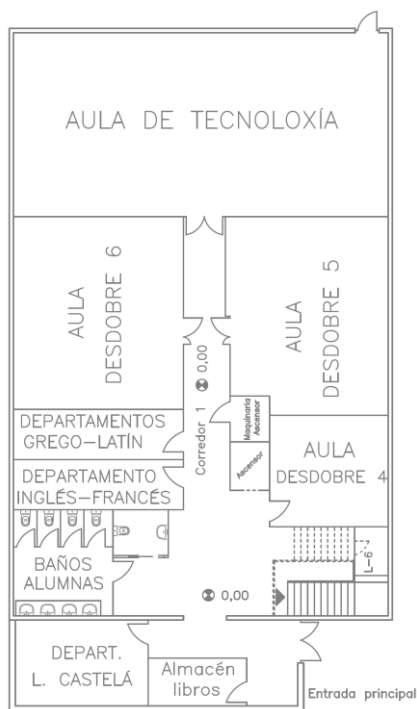 AULA DE TECNOLOXÍA
AULA
DESDOBRE 6
AULA
DESDOBRE 5
0,00
Corredor 1
Maquinaria
Ascensor
Ascensor
DEPARTAMENTOS
GREGO-LATÍN
AULA
DESDOBRE 4
DEPARTAMENTO
INGLÉS-FRANCÉS
BAÑOS
ALUMNAS
L-6
0,00
DEPART.
L. CASTELÁ
Almacén
libros
Entrada principal